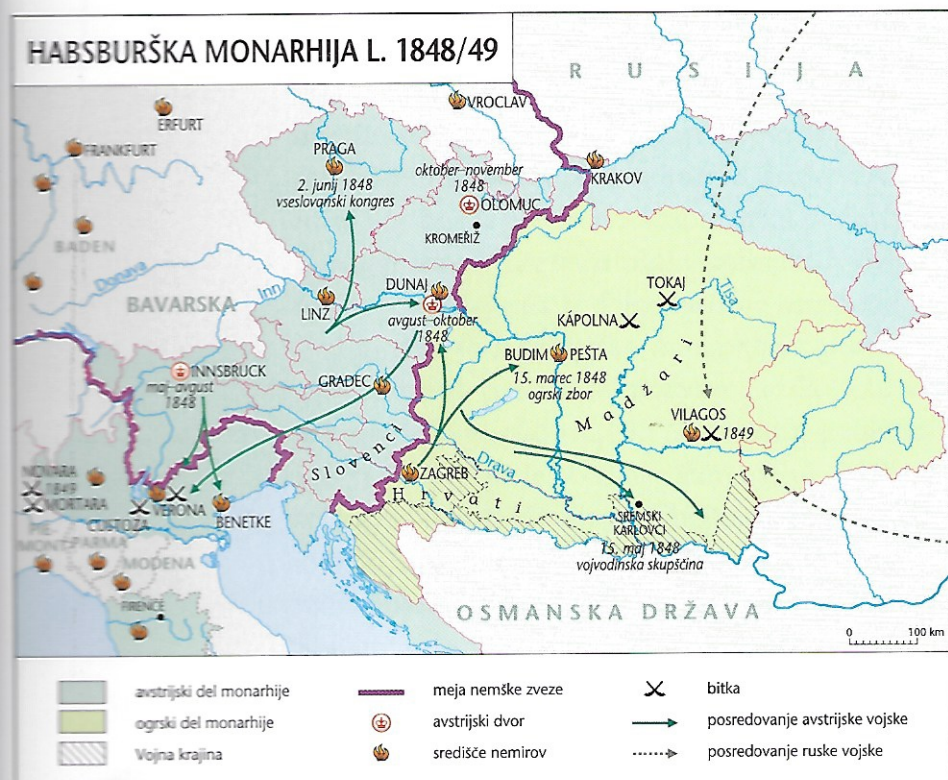 HABSBURŠKA MONARHIJA L. 1848/49
RUSIJA
VROCLAV
ERFURT
FRANKFURT
PRAGA
2. junij 1848
vseslovanski kongres
oktober-november
1848
OLOMUC
KROMEŘIŽ
KRAKOV
BADEN
Donava
Inn
BAVARSKA
LINZ
DUNAJ
avgust-oktober
1848
TOKAJ
Tisa
KÁPOLNA
INNSBRUCK
maj-avgust
1848
GRADEC
BUDIM
PEŠTA
15. marec 1848
ogrski zbor
Madžari
VILAGOS
1849
Slovenci
ZAGREB
Drava
Hrvati
NOVARA
1849
MORTARA
CUSTOZA
VERONA
BENETKE
SREMSKI
KARLOVCI
15. maj 1848
vojvodinska skupščina
PARMA
MODENA
FIRENCE
OSMANSKA DRŽAVA
0 100 km
avstrijski del monarhije
ogrski del monarhije
Vojna krajina
meja nemške zveze
avstrijski dvor
središče nemirov
bitka
posredovanje avstrijske vojske
posredovanje ruske vojske